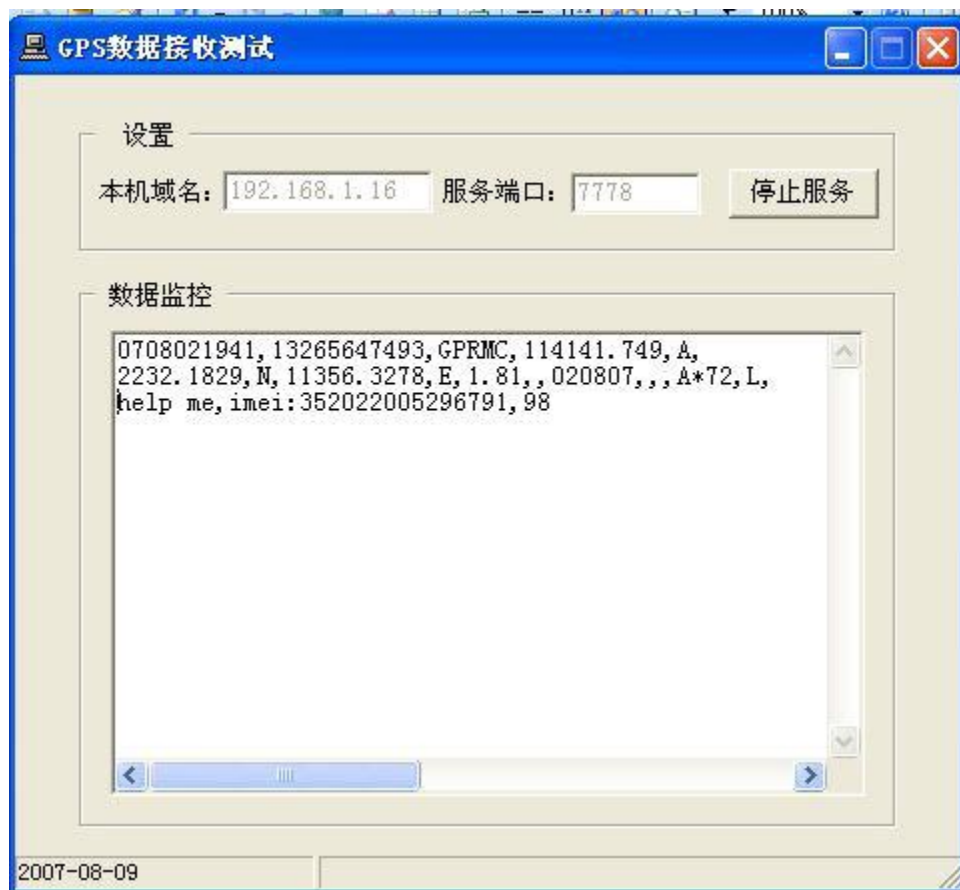 GPS数据接收测试
设置
本机域名: 192.168.1.16 服务端口: 7778 停止服务
数据监控
0708021941,13265647493,GPRMC,114141.749,A,
2232.1829,N,11356.3278,E,1.81,,020807,,,A*72,L,
help me,imei:352022005296791,98
2007-08-09